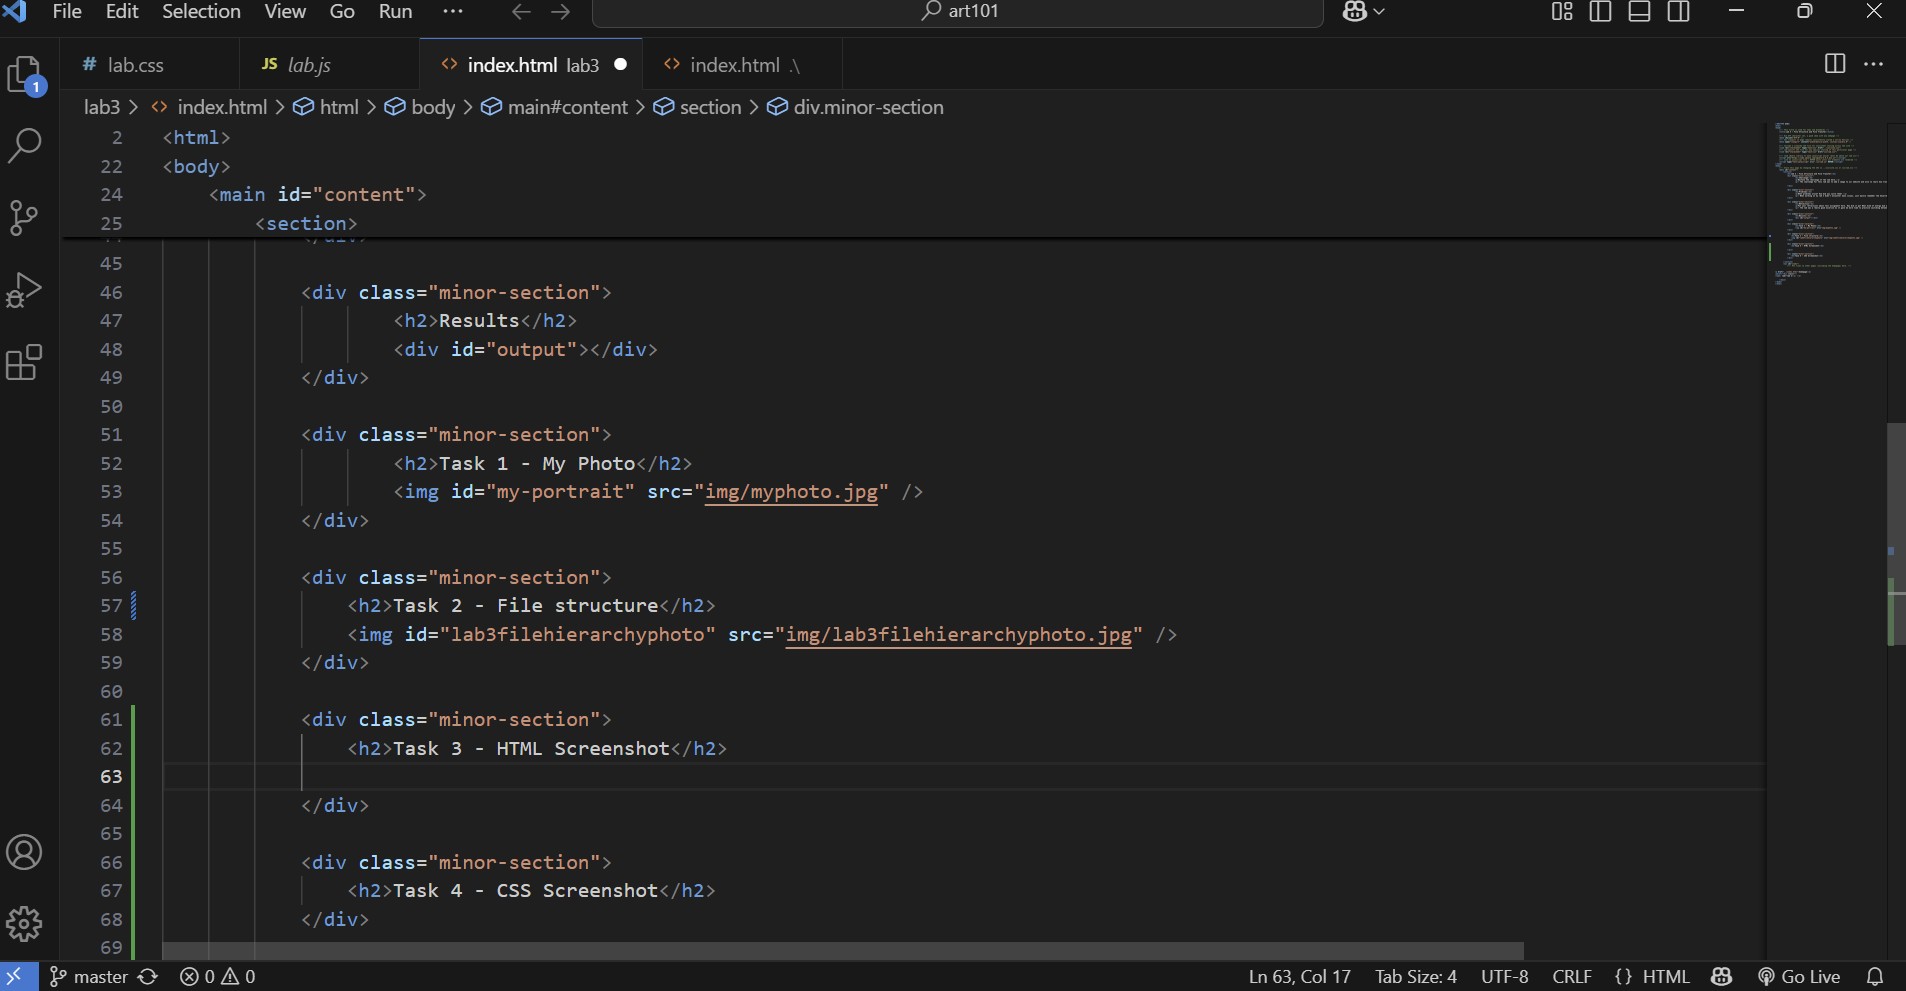 File Edit Selection View Go Run ··· art101
# lab.css JS lab.js <> index.html lab3 <> index.html .\
lab3 > <> index.html > html > body > main#content > section > div.minor-section
2 <html>
22 <body>
24 <main id="content">
25 <section>
45
46 <div class="minor-section">
47 <h2>Results</h2>
48 <div id="output"></div>
49 </div>
50
51 <div class="minor-section">
52 <h2>Task 1 - My Photo</h2>
53 <img id="my-portrait" src="img/myphoto.jpg" />
54 </div>
55
56 <div class="minor-section">
57 <h2>Task 2 - File structure</h2>
58 <img id="lab3filehierarchyphoto" src="img/lab3filehierarchyphoto.jpg" />
59 </div>
60
61 <div class="minor-section">
62 <h2>Task 3 - HTML Screenshot</h2>
63
64 </div>
65
66 <div class="minor-section">
67 <h2>Task 4 - CSS Screenshot</h2>
68 </div>
69
1
master 0 0 Ln 63, Col 17 Tab Size: 4 UTF-8 CRLF {} HTML Go Live